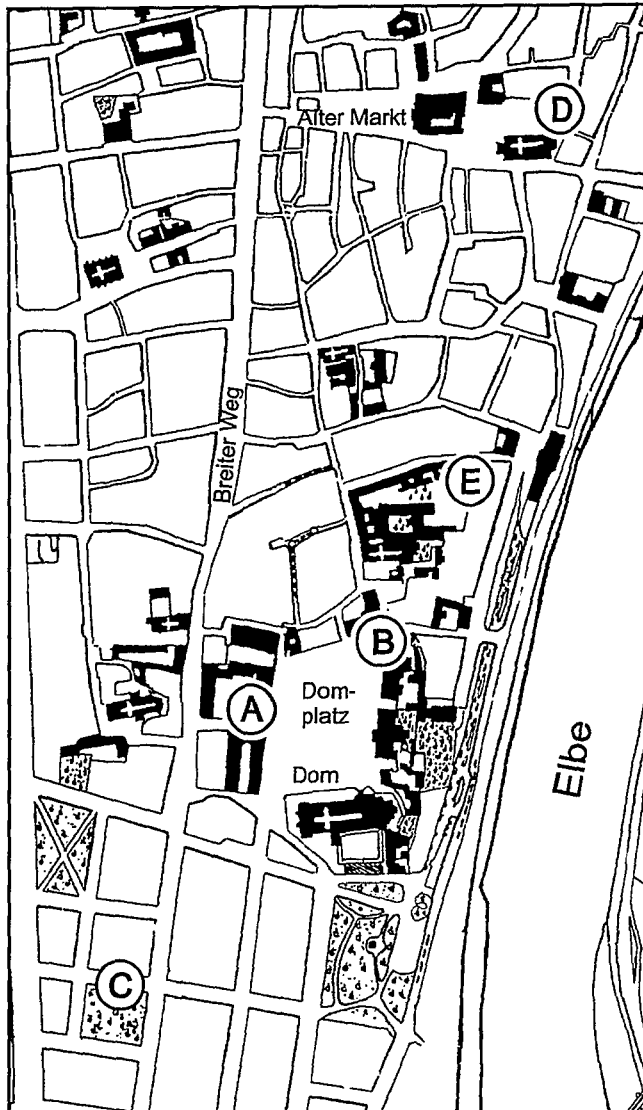 D
Alter Markt
Breiter Weg
E
B
A
Dom-
platz
Elbe
Dom
C